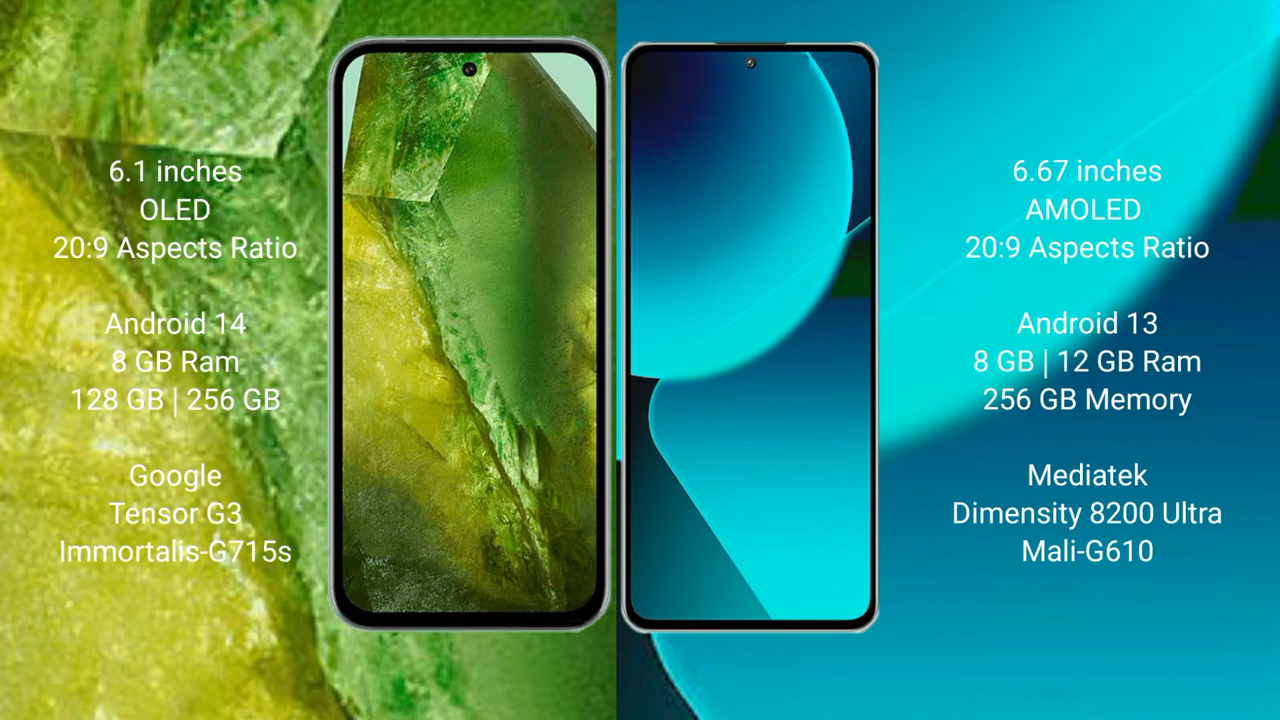 6.1 inches
OLED
20:9 Aspects Ratio
Android 14
8 GB Ram
128 GB | 256 GB
Google
Tensor G3
Immortalis-G715s
6.67 inches
AMOLED
20:9 Aspects Ratio
Android 13
8 GB | 12 GB Ram
256 GB Memory
Mediatek
Dimensity 8200 Ultra
Mali-G610